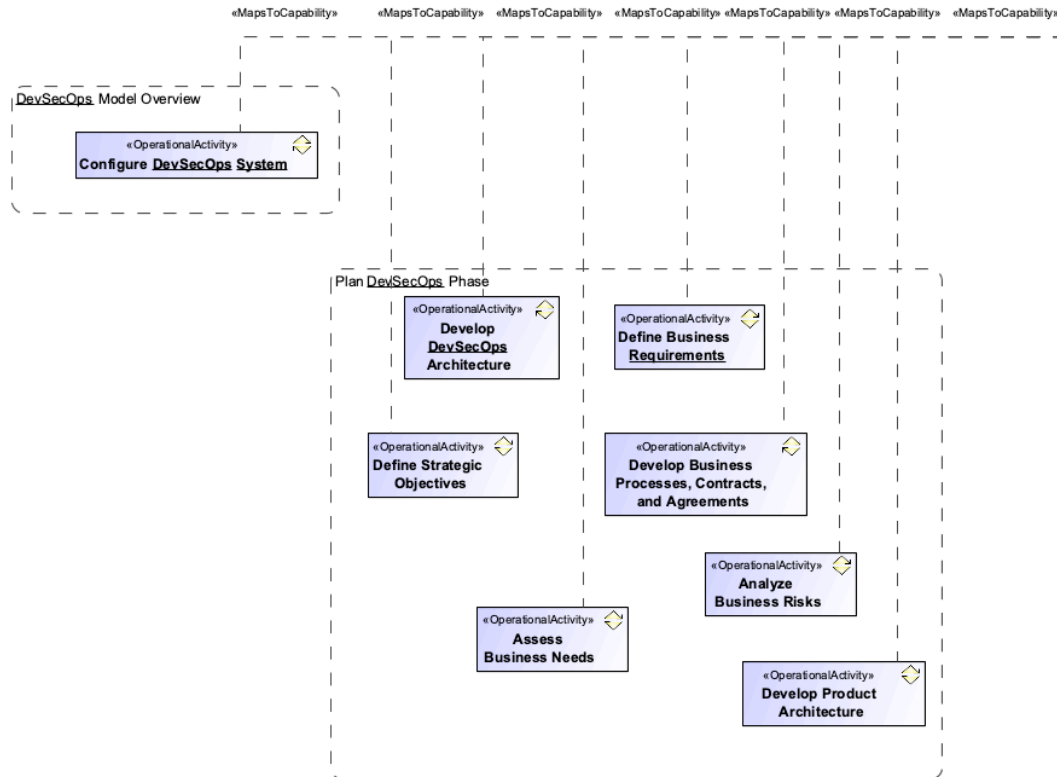 «MapsToCapability» «MapsToCapability» «MapsToCapability» «MapsToCapability» «MapsToCapability» «MapsToCapability» «MapsToCapability»
DevSecOps Model Overview
«OperationalActivity»
Configure DevSecOps System
Plan DevSecOps Phase
«OperationalActivity»
Develop
DevSecOps
Architecture
«OperationalActivity»
Define Business
Requirements
«OperationalActivity»
Define Strategic
Objectives
«OperationalActivity»
Develop Business
Processes, Contracts,
and Agreements
«OperationalActivity»
Analyze
Business Risks
«OperationalActivity»
Assess
Business Needs
«OperationalActivity»
Develop Product
Architecture